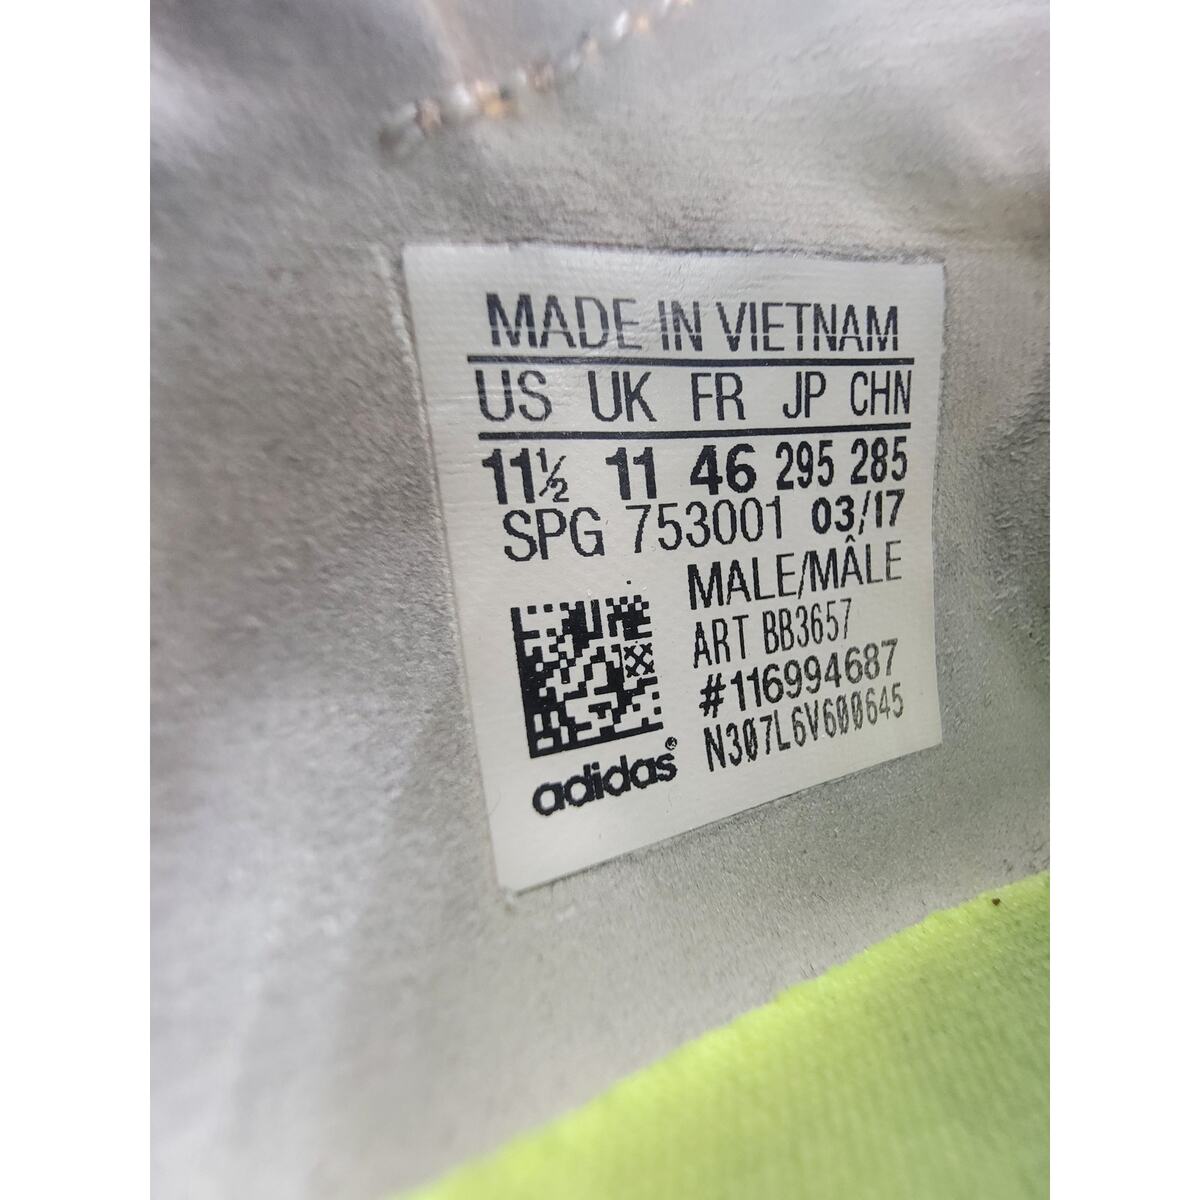 MADE IN VIETNAM
US UK FR JP CHN
11½ 11 46 295 285
SPG 753001 03/17
MALE/MÂLE
ART BB3657
#116994687
N307L6V600645
adidas®